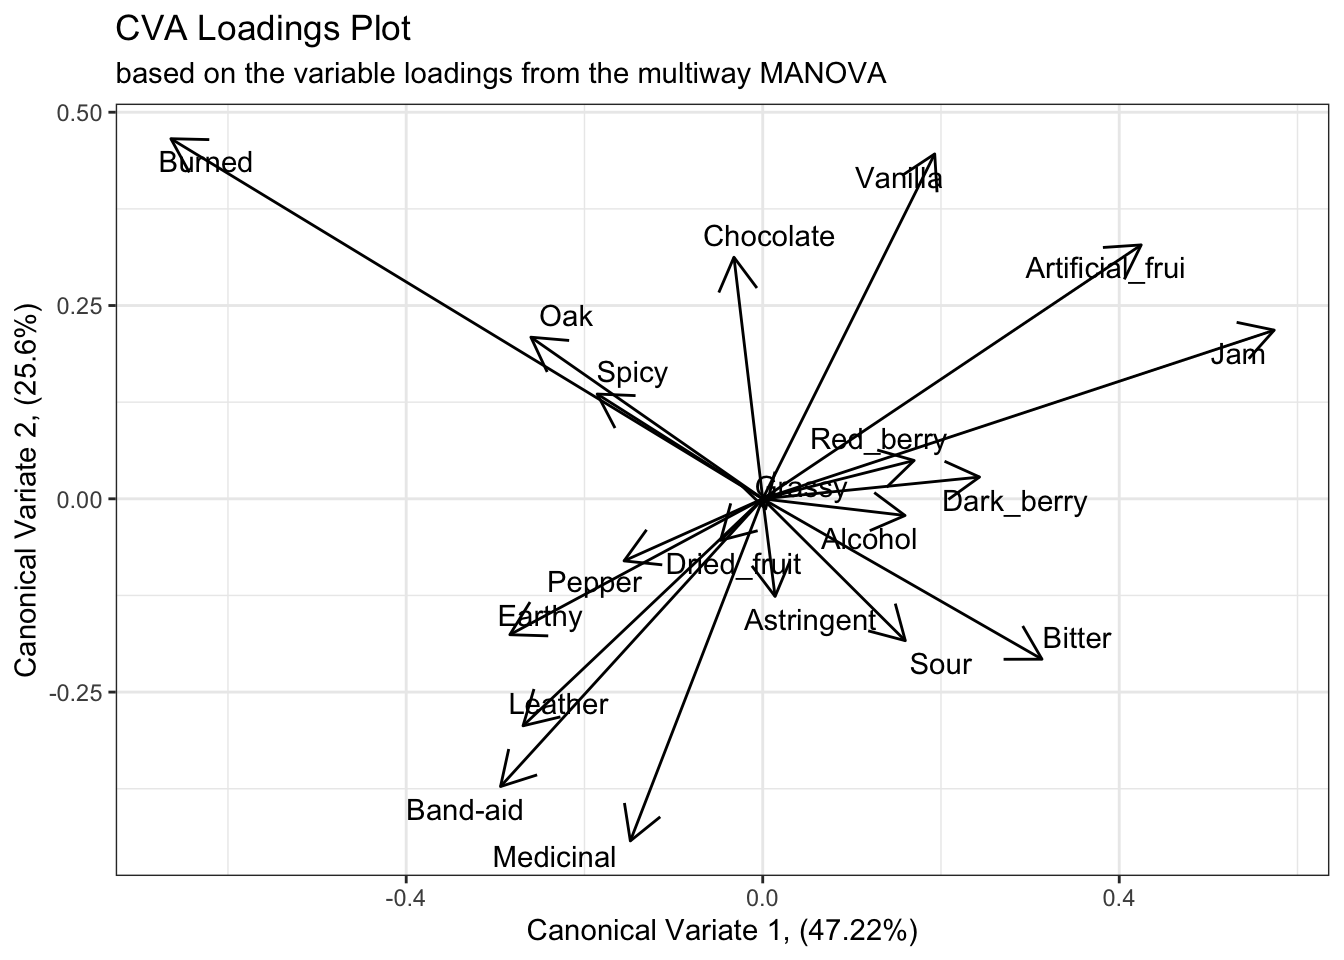 CVA Loadings Plot
based on the variable loadings from the multiway MANOVA
0.50
Burned
Vanilla
Chocolate
Artificial_frui
0.25
Oak
Jam
Spicy
Red_berry
Grassy
0.00
Dark_berry
Alcohol
Dried_fruit
Pepper
Earthy
Astringent
Bitter
Sour
-0.25
Leather
Band-aid
Medicinal
-0.4
0.0
0.4
Canonical Variate 1, (47.22%)
Canonical Variate 2, (25.6%)